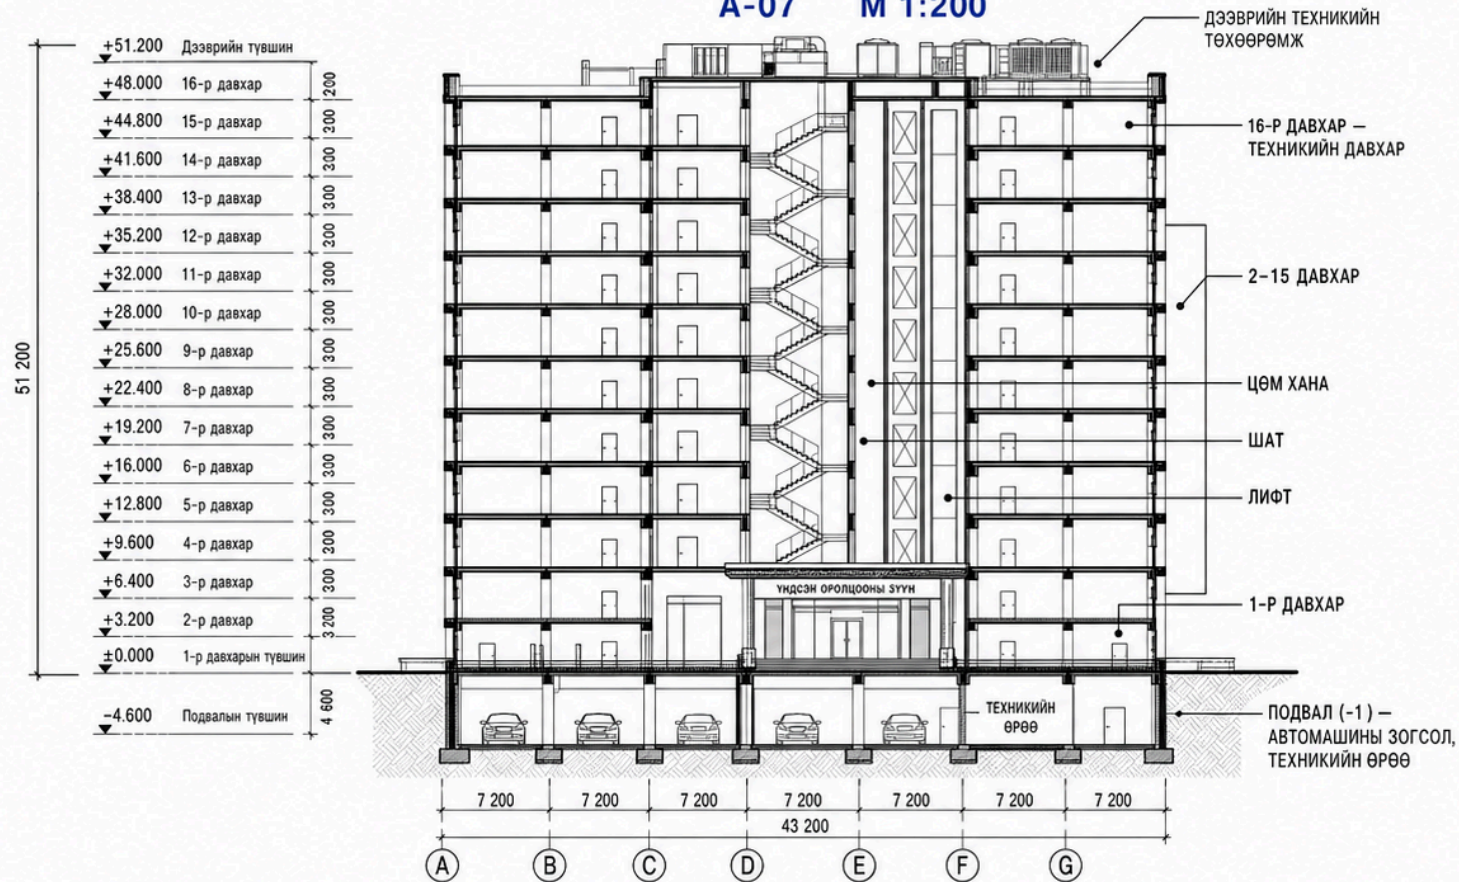 А-07 М 1:200
+51.200 Дээврийн түвшин
+48.000 16-р давхар
+44.800 15-р давхар
+41.600 14-р давхар
+38.400 13-р давхар
+35.200 12-р давхар
+32.000 11-р давхар
+28.000 10-р давхар
+25.600 9-р давхар
+22.400 8-р давхар
+19.200 7-р давхар
+16.000 6-р давхар
+12.800 5-р давхар
+9.600 4-р давхар
+6.400 3-р давхар
+3.200 2-р давхар
±0.000 1-р давхарын түвшин
-4.600 Подвалын түвшин
51 200
200
300
300
300
200
300
300
300
300
300
300
300
200
300
3 200
4 600
ДЭЭВРИЙН ТЕХНИКИЙН
ТӨХӨӨРӨМЖ
16-Р ДАВХАР –
ТЕХНИКИЙН ДАВХАР
2-15 ДАВХАР
ЦӨМ ХАНА
ШАТ
ЛИФТ
1-Р ДАВХАР
ПОДВАЛ (-1) –
АВТОМАШИНЫ ЗОГСОЛ,
ТЕХНИКИЙН ӨРӨӨ
ҮНДСЭН ОРОЛЦООНЫ ЗҮҮН
ТЕХНИКИЙН
ӨРӨӨ
7 200 7 200 7 200 7 200 7 200 7 200 7 200
43 200
A B C D E F G